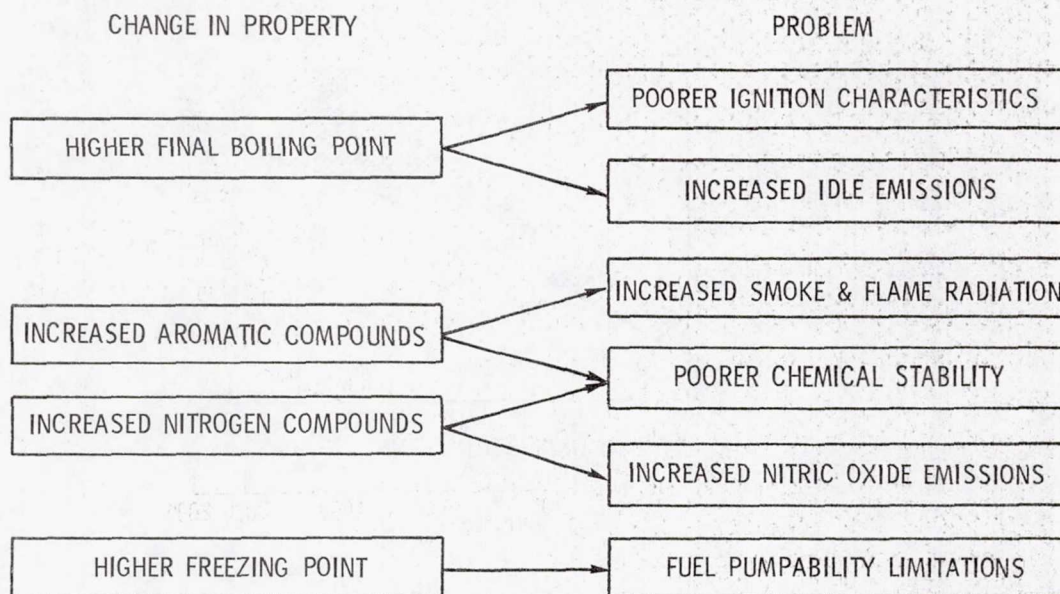 CHANGE IN PROPERTY
PROBLEM
HIGHER FINAL BOILING POINT
POORER IGNITION CHARACTERISTICS
INCREASED IDLE EMISSIONS
INCREASED AROMATIC COMPOUNDS
INCREASED SMOKE & FLAME RADIATION
POORER CHEMICAL STABILITY
INCREASED NITROGEN COMPOUNDS
INCREASED NITRIC OXIDE EMISSIONS
HIGHER FREEZING POINT
FUEL PUMPABILITY LIMITATIONS